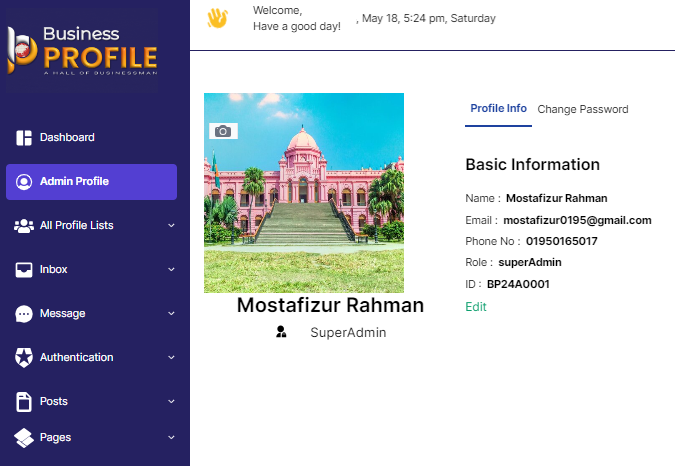 Business
PROFILE
A HALL OF BUSINESSMAN
Dashboard
Admin Profile
All Profile Lists
Inbox
Message
Authentication
Posts
Pages
Welcome,
Have a good day!
, May 18, 5:24 pm, Saturday
Mostafizur Rahman
SuperAdmin
Profile Info
Change Password
Basic Information
Name : Mostafizur Rahman
Email : mostafizur0195@gmail.com
Phone No : 01950165017
Role : superAdmin
ID : BP24A0001
Edit